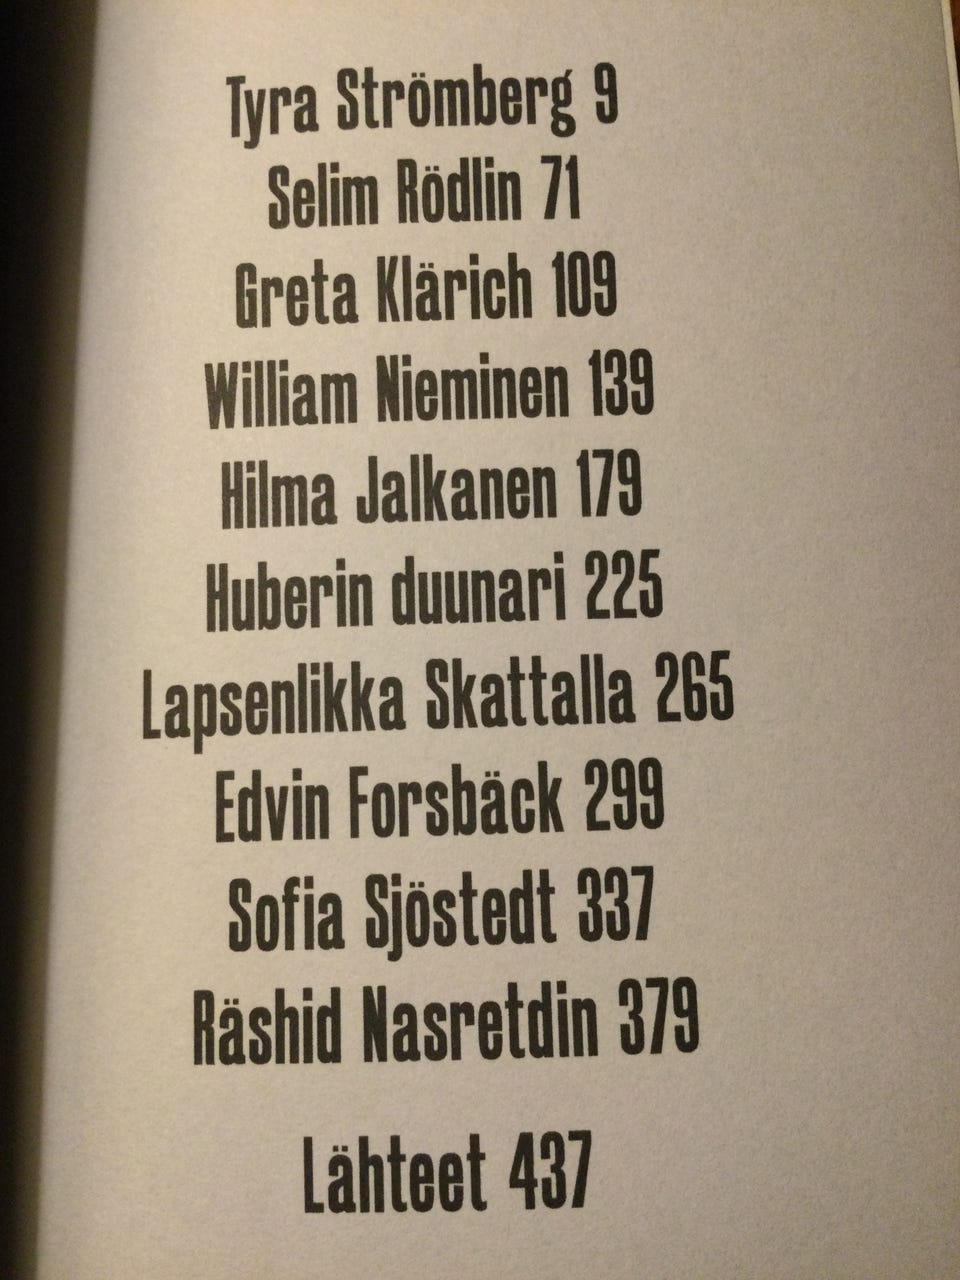 Tyra Strömberg 9
Selim Rödlin 71
Greta Klärich 109
William Nieminen 139
Hilma Jalkanen 179
Huberin duunari 225
Lapsenlikka Skattalla 265
Edvin Forsbäck 299
Sofia Sjöstedt 337
Räshid Nasretdin 379
Lähteet 437